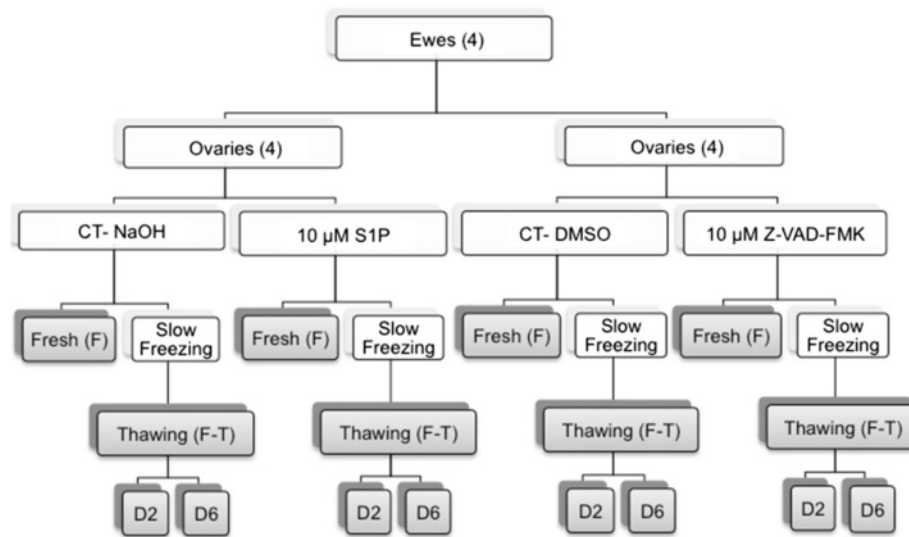 Ewes (4)
Ovaries (4)
Ovaries (4)
CT- NaOH
10 µM S1P
CT- DMSO
10 µM Z-VAD-FMK
Fresh (F)
Slow
Freezing
Fresh (F)
Slow
Freezing
Fresh (F)
Slow
Freezing
Fresh (F)
Slow
Freezing
Thawing (F-T)
Thawing (F-T)
Thawing (F-T)
Thawing (F-T)
D2
D6
D2
D6
D2
D6
D2
D6